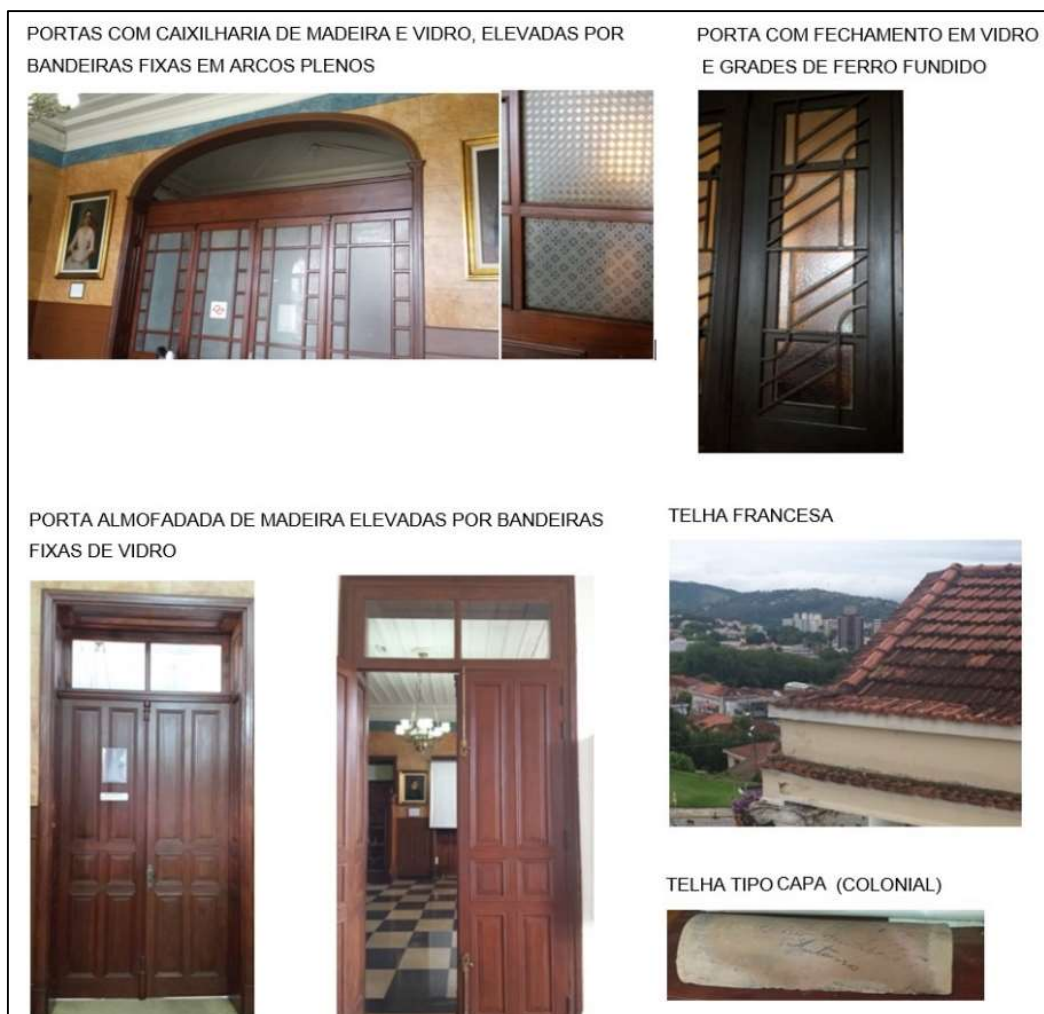 PORTAS COM CAIXILHARIA DE MADEIRA E VIDRO, ELEVADAS POR
BANDEIRAS FIXAS EM ARCOS PLENOS
PORTA COM FECHAMENTO EM VIDRO
E GRADES DE FERRO FUNDIDO
PORTA ALMOFADADA DE MADEIRA ELEVADAS POR BANDEIRAS
FIXAS DE VIDRO
TELHA FRANCESA
TELHA TIPO CAPA (COLONIAL)